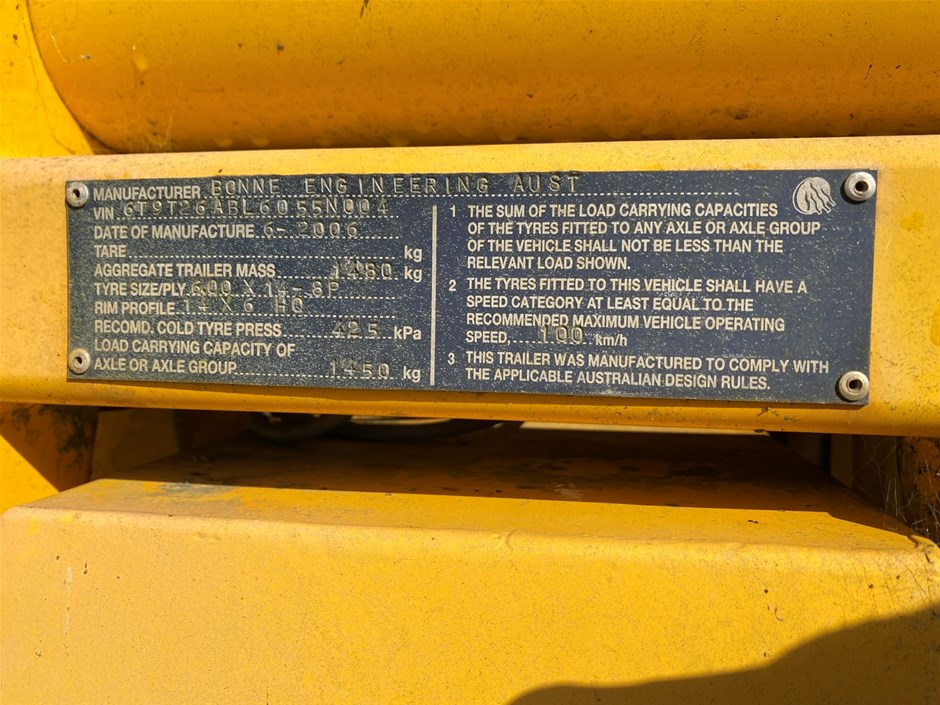 MANUFACTURER BONNE ENGINEERING AUST
VIN 6T9T26ABL6055N004
DATE OF MANUFACTURE 6-2006
TARE kg
AGGREGATE TRAILER MASS 1480 kg
TYRE SIZE/PLY 600 X 14-8P
RIM PROFILE 14 X 6 HQ
RECOMD. COLD TYRE PRESS 425 kPa
LOAD CARRYING CAPACITY OF
AXLE OR AXLE GROUP 1450 kg
1 THE SUM OF THE LOAD CARRYING CAPACITIES
OF THE TYRES FITTED TO ANY AXLE OR AXLE GROUP
OF THE VEHICLE SHALL NOT BE LESS THAN THE
RELEVANT LOAD SHOWN.
2 THE TYRES FITTED TO THIS VEHICLE SHALL HAVE A
SPEED CATEGORY AT LEAST EQUAL TO THE
RECOMMENDED MAXIMUM VEHICLE OPERATING
SPEED, 100 km/h
3 THIS TRAILER WAS MANUFACTURED TO COMPLY WITH
THE APPLICABLE AUSTRALIAN DESIGN RULES.